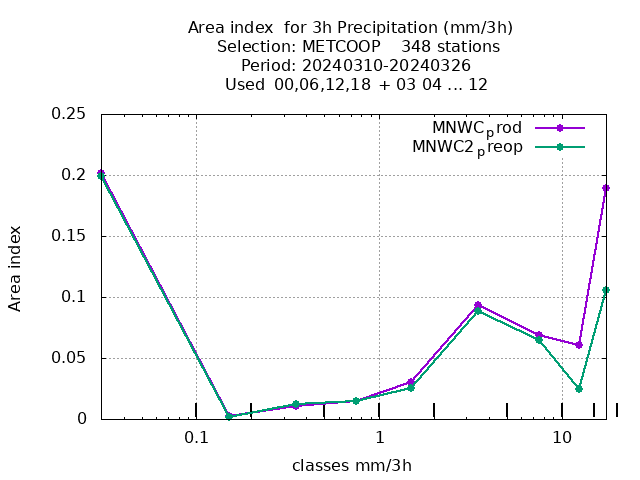 Area index  for 3h Precipitation (mm/3h)
Selection: METCOOP    348 stations
Period: 20240310-20240326
Used  00,06,12,18  + 03 04 ... 12
MNWCprod
MNWC2preop
0.25
0.2
0.15
0.1
0.05
0
Area index
0.1
1
10
classes mm/3h